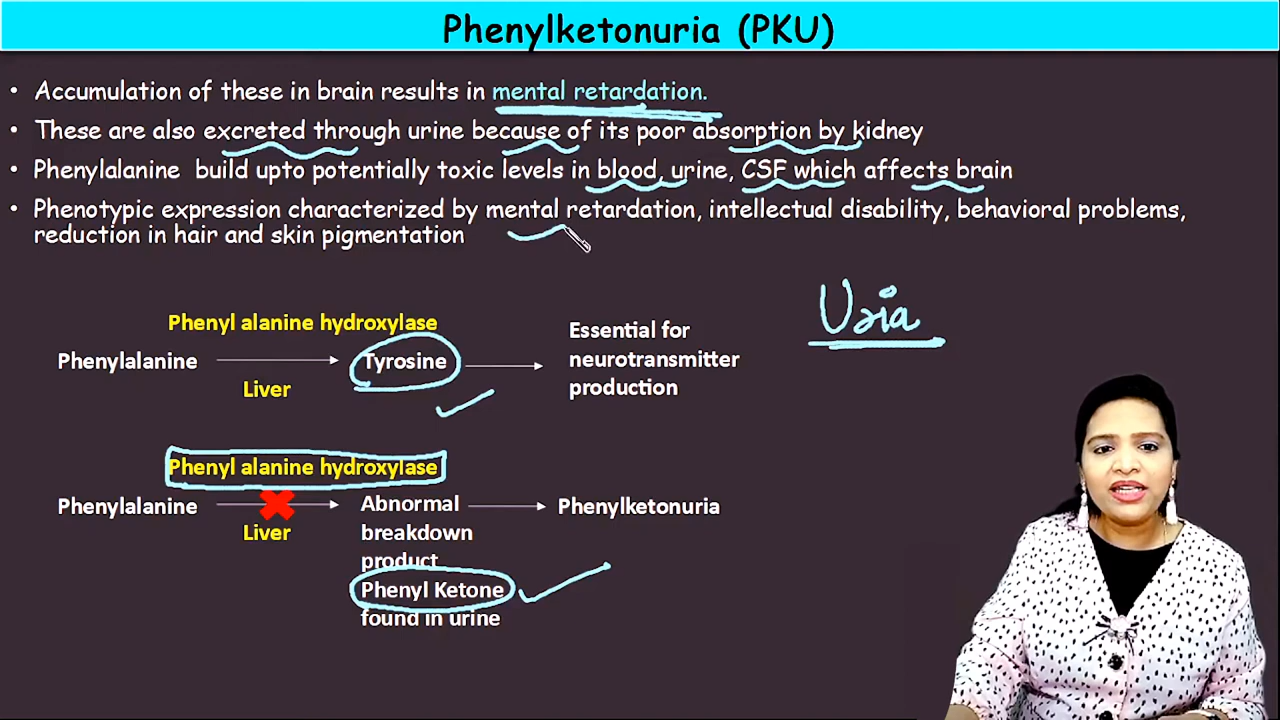 Phenylketonuria (PKU)
• Accumulation of these in brain results in mental retardation.
• These are also excreted through urine because of its poor absorption by kidney
• Phenylalanine build upto potentially toxic levels in blood, urine, CSF which affects brain
• Phenotypic expression characterized by mental retardation, intellectual disability, behavioral problems,
reduction in hair and skin pigmentation
Uria
Phenyl alanine hydroxylase
Phenylalanine
Liver
Tyrosine
Essential for
neurotransmitter
production
Phenyl alanine hydroxylase
Phenylalanine
Liver
Abnormal
breakdown
product
Phenyl Ketone
found in urine
Phenylketonuria